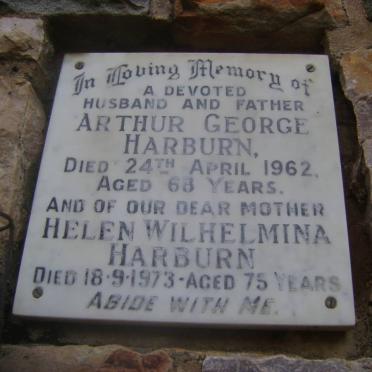 In Loving Memory of
A DEVOTED
HUSBAND AND FATHER
ARTHUR GEORGE
HARBURN,
DIED 24TH APRIL 1962,
AGED 68 YEARS.
AND OF OUR DEAR MOTHER
HELEN WILHELMINA
HARBURN
DIED 18·9·1973·AGED 75 YEARS
ABIDE WITH ME.